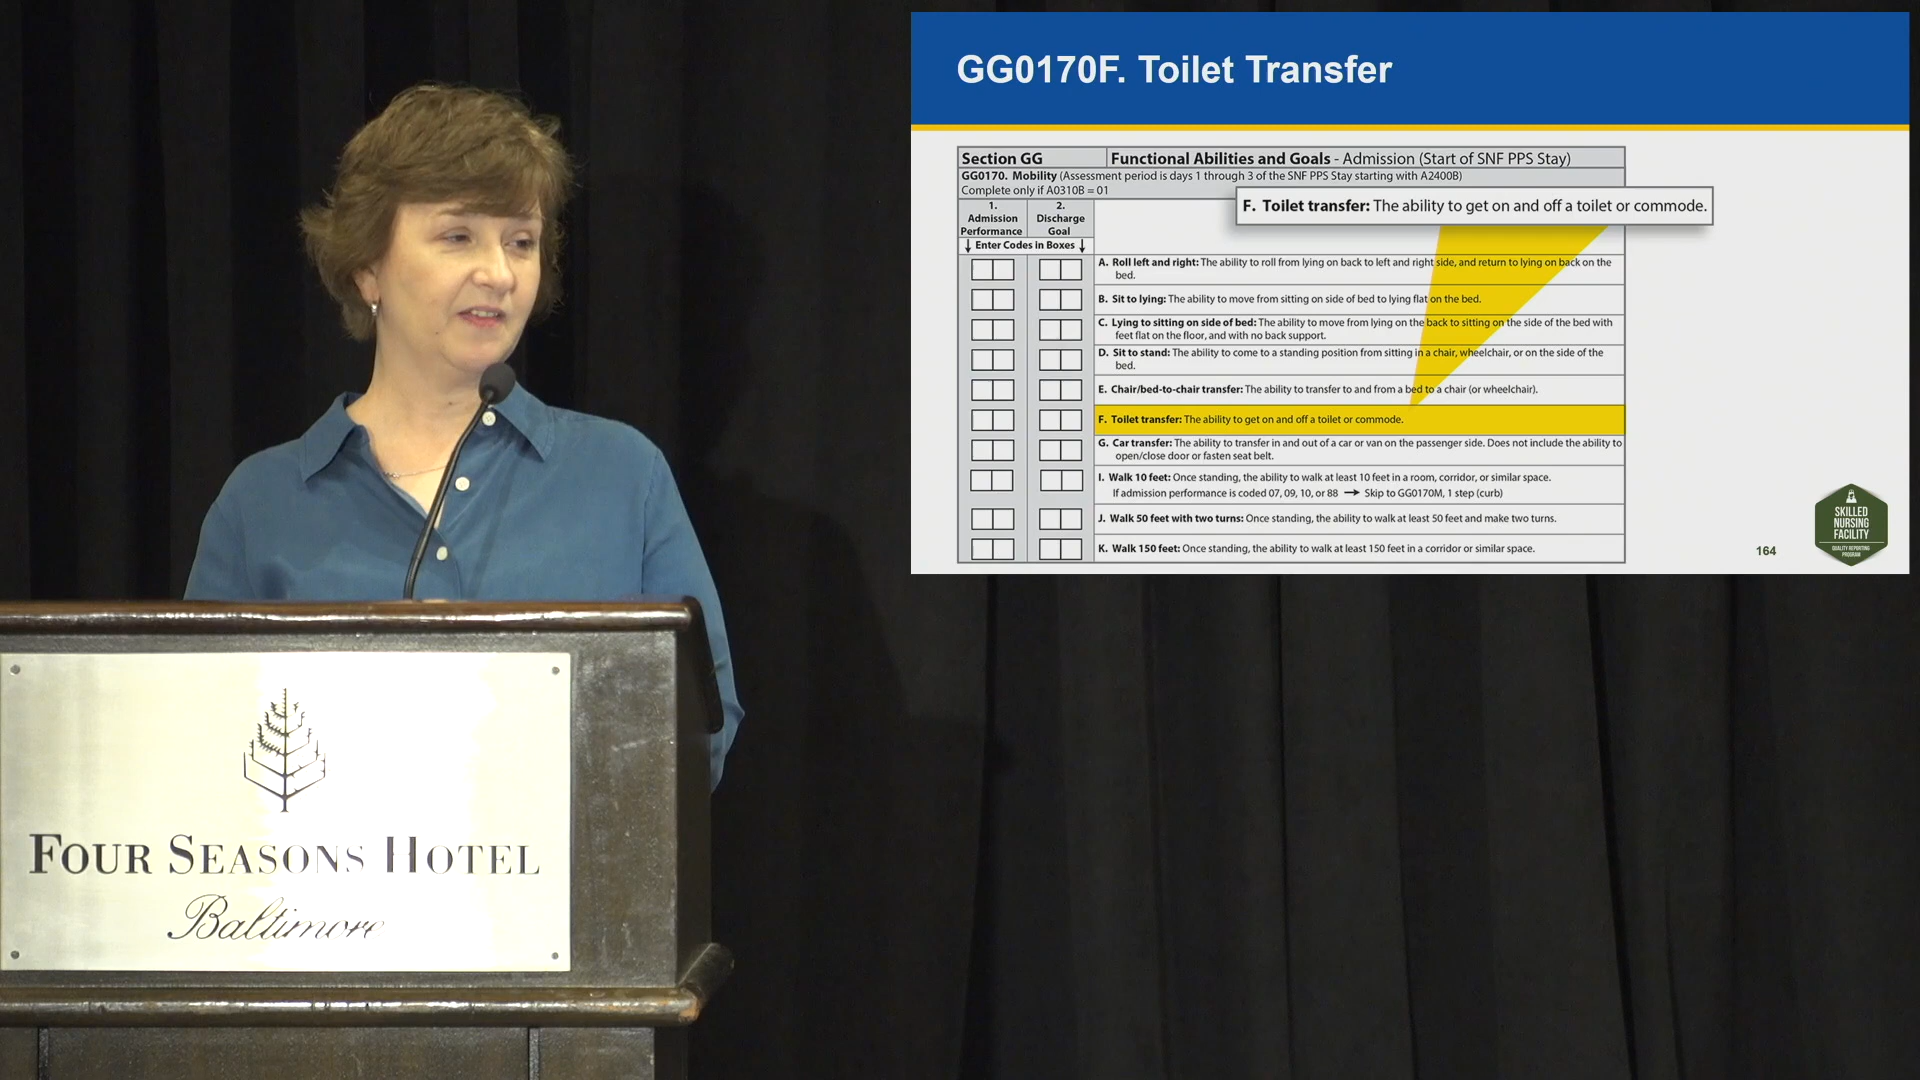 GG0170F. Toilet Transfer
Section GG
Functional Abilities and Goals - Admission (Start of SNF PPS Stay)
GG0170. Mobility (Assessment period is days 1 through 3 of the SNF PPS Stay starting with A2400B)
Complete only if A0310B = 01
F. Toilet transfer: The ability to get on and off a toilet or commode.
1.
Admission
Performance
2.
Discharge
Goal
↓ Enter Codes in Boxes ↓
A. Roll left and right: The ability to roll from lying on back to left and right side, and return to lying on back on the
bed.
B. Sit to lying: The ability to move from sitting on side of bed to lying flat on the bed.
C. Lying to sitting on side of bed: The ability to move from lying on the back to sitting on the side of the bed with
feet flat on the floor, and with no back support.
D. Sit to stand: The ability to come to a standing position from sitting in a chair, wheelchair, or on the side of the
bed.
E. Chair/bed-to-chair transfer: The ability to transfer to and from a bed to a chair (or wheelchair).
F. Toilet transfer: The ability to get on and off a toilet or commode.
G. Car transfer: The ability to transfer in and out of a car or van on the passenger side. Does not include the ability to
open/close door or fasten seat belt.
I. Walk 10 feet: Once standing, the ability to walk at least 10 feet in a room, corridor, or similar space.
If admission performance is coded 07, 09, 10, or 88 → Skip to GG0170M, 1 step (curb)
J. Walk 50 feet with two turns: Once standing, the ability to walk at least 50 feet and make two turns.
K. Walk 150 feet: Once standing, the ability to walk at least 150 feet in a corridor or similar space.
164
SKILLED
NURSING
FACILITY
QUALITY REPORTING
PROGRAM
FOUR SEASONS HOTEL
Baltimore